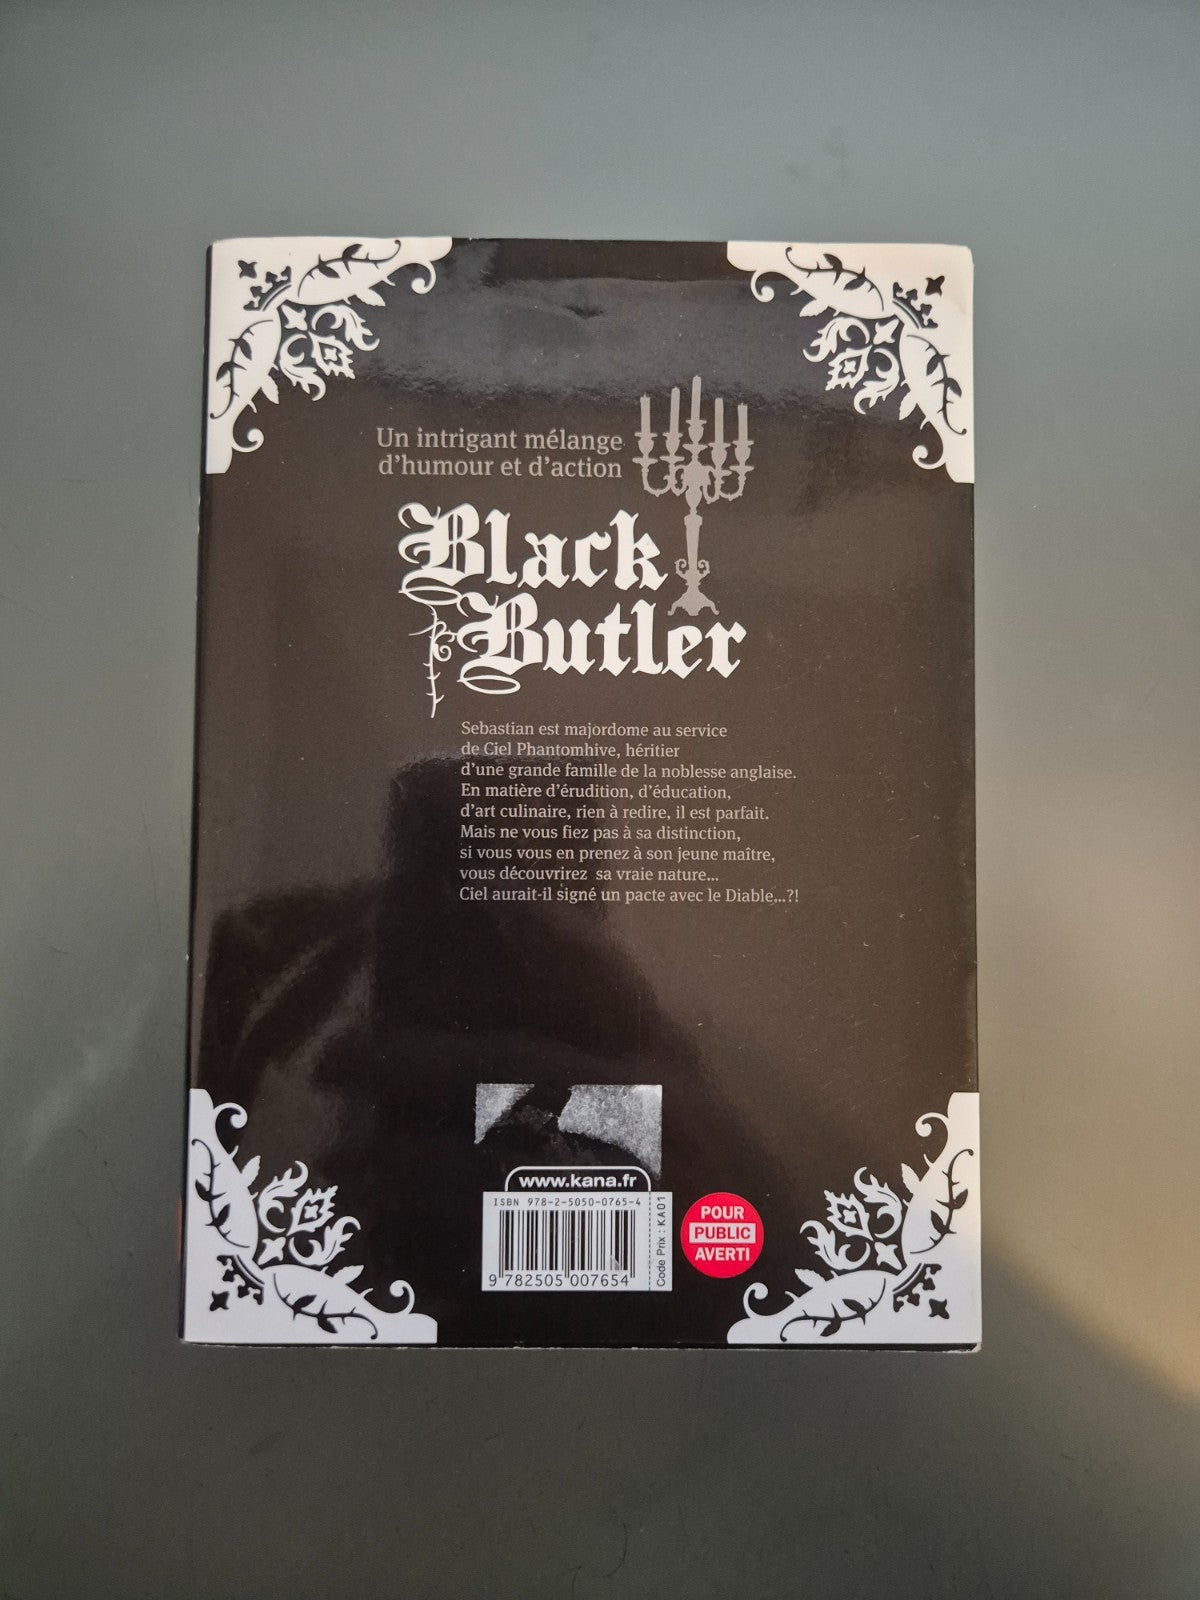 Un intrigant mélange
d'humour et d'action
Black
Butler
Sebastian est majordome au service
de Ciel Phantomhive, héritier
d'une grande famille de la noblesse anglaise.
En matière d'érudition, d'éducation,
d'art culinaire, rien à redire, il est parfait.
Mais ne vous fiez pas à sa distinction,
si vous vous en prenez à son jeune maître,
vous découvrirez sa vraie nature...
Ciel aurait-il signé un pacte avec le Diable...?!
www.kana.fr
ISBN 978-2-5050-0765-4
9 782505 007654
Code Prix : KA01
POUR
PUBLIC
AVERTI